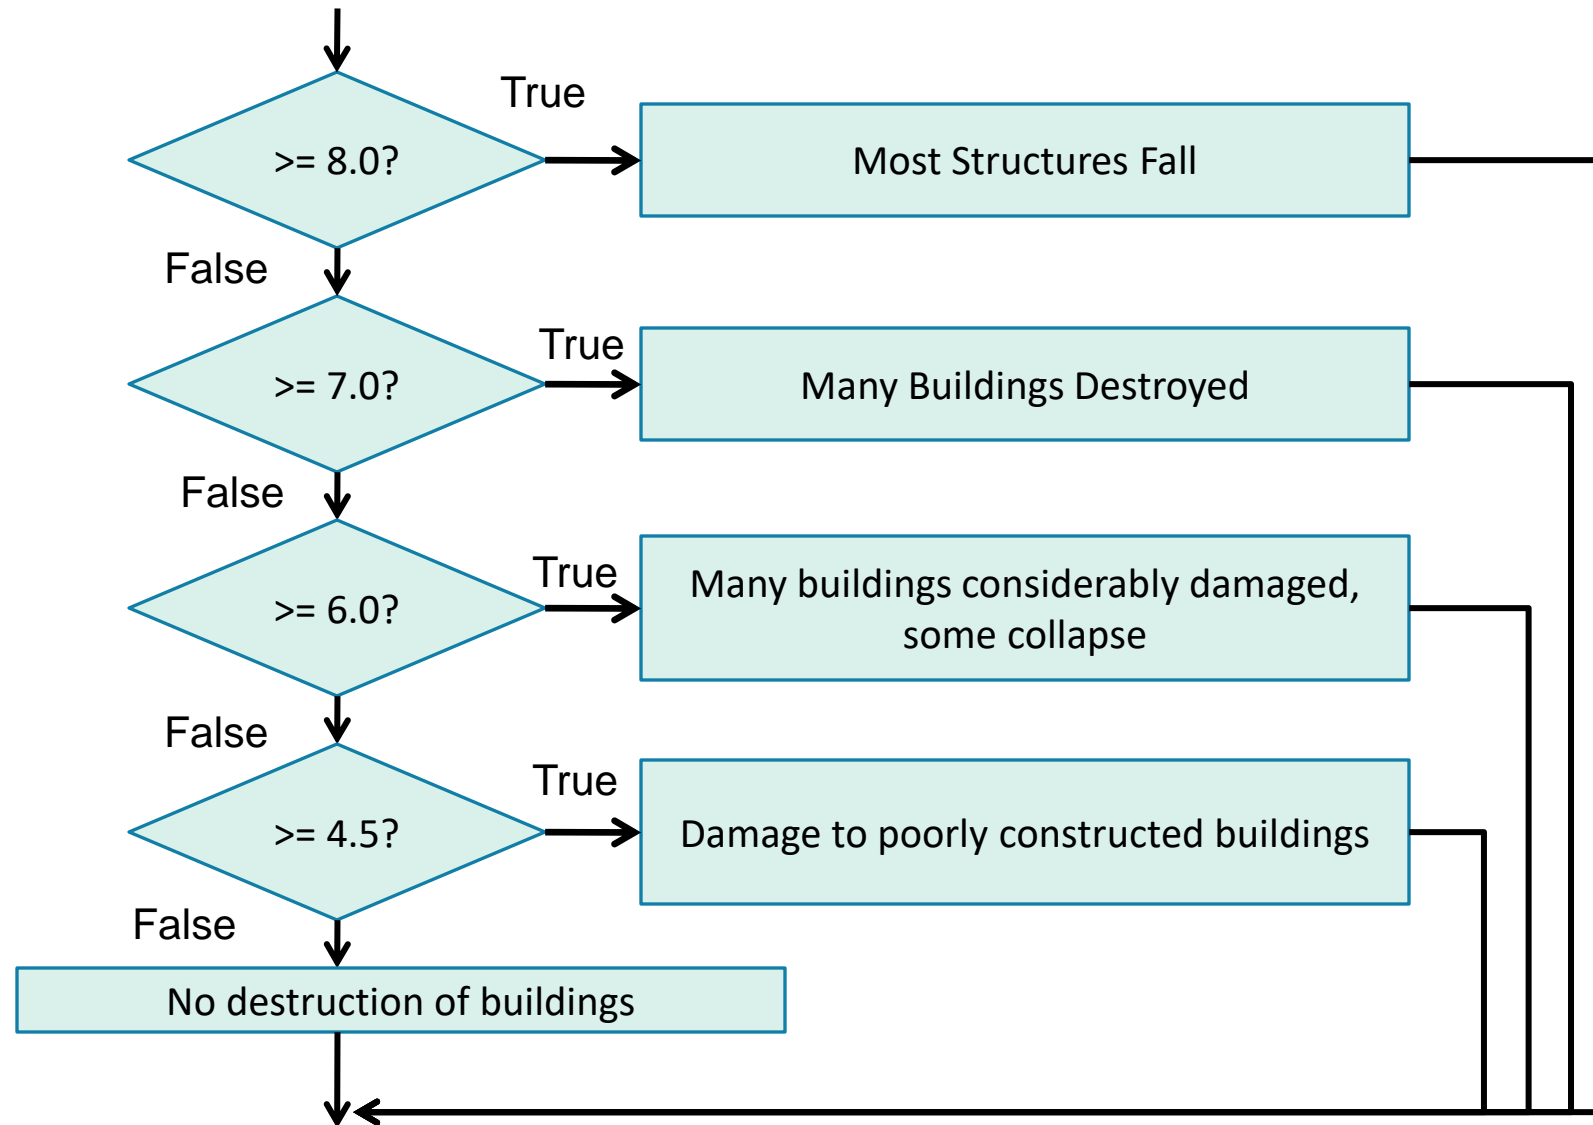 True
>= 8.0?
Most Structures Fall
False
True
>= 7.0?
Many Buildings Destroyed
False
True
>= 6.0?
Many buildings considerably damaged,
some collapse
False
True
>= 4.5?
Damage to poorly constructed buildings
False
No destruction of buildings